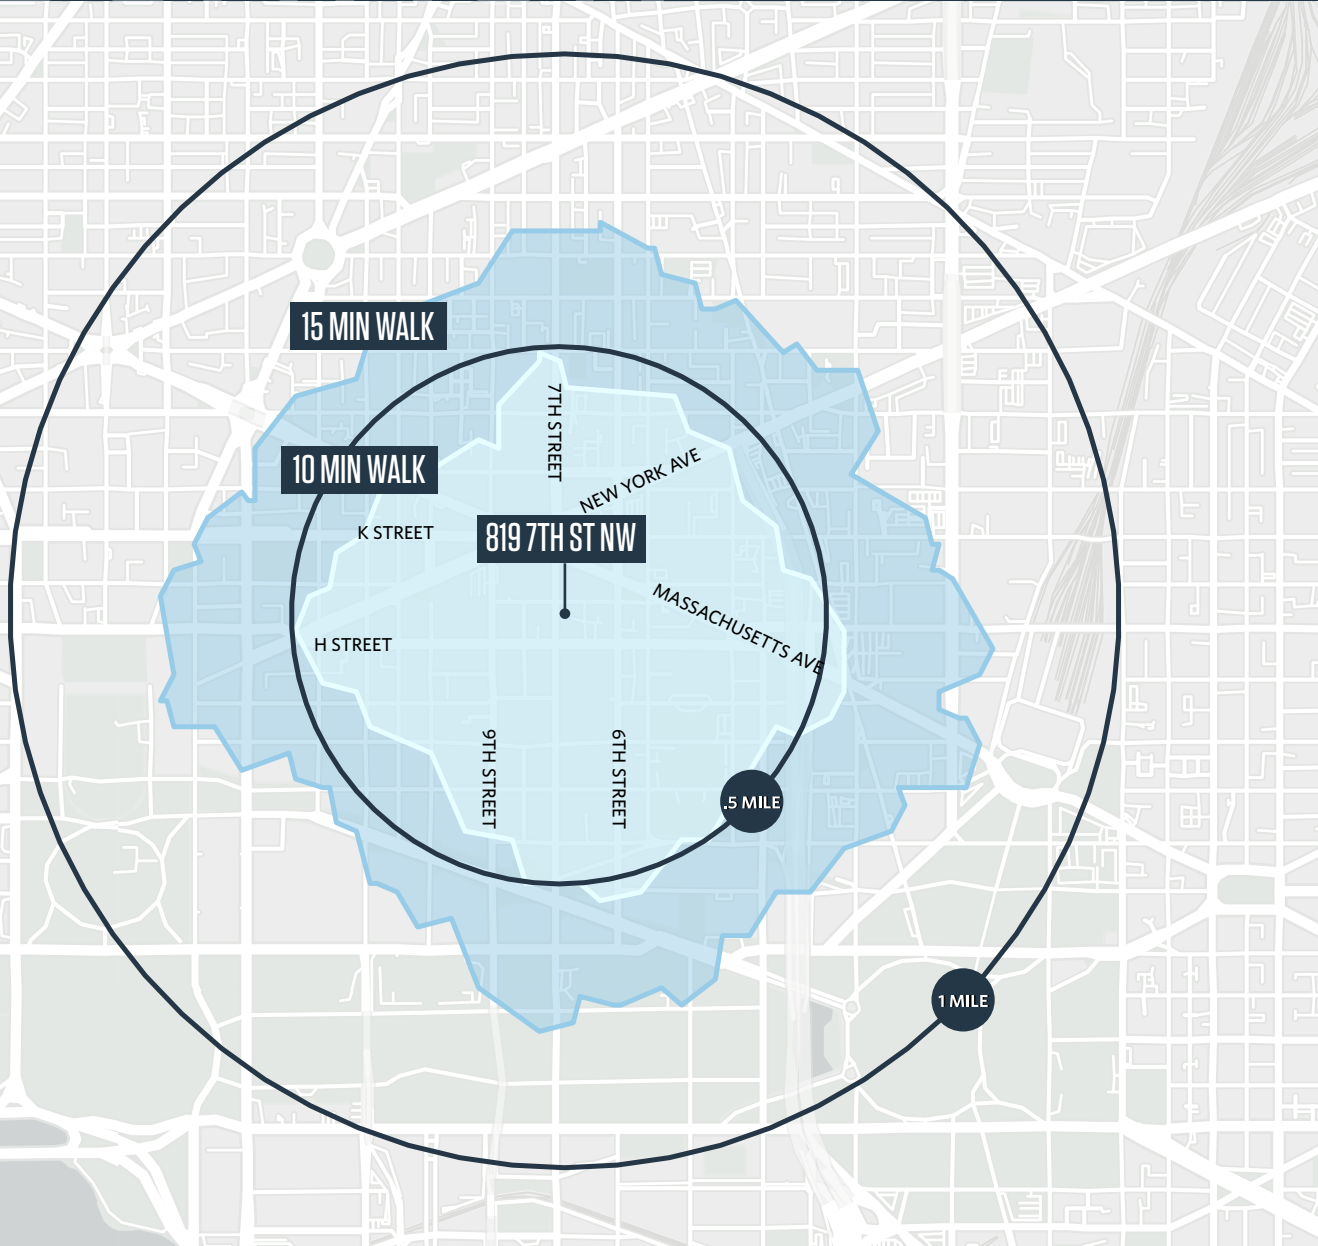 15 MIN WALK
7TH STREET
10 MIN WALK
NEW YORK AVE
K STREET
819 7TH ST NW
MASSACHUSETTS AVE
H STREET
9TH STREET
6TH STREET
.5 MILE
1 MILE